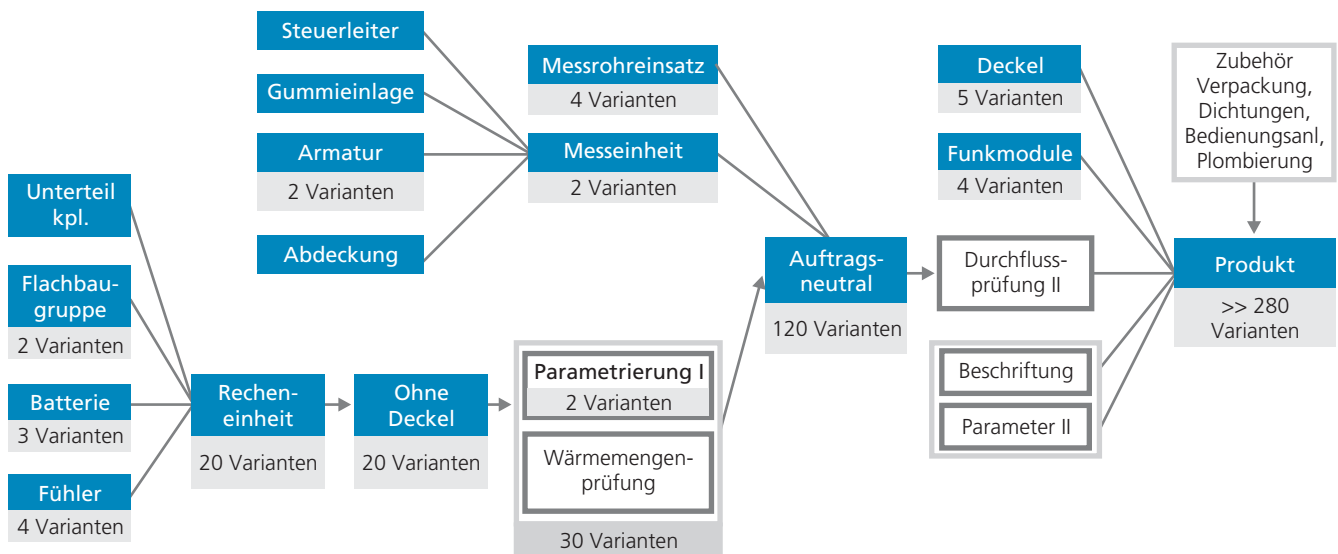 Steuerleiter
Gummieinlage
Armatur
2 Varianten
Abdeckung
Messrohreinsatz
4 Varianten
Messeinheit
2 Varianten
Deckel
5 Varianten
Funkmodule
4 Varianten
Zubehör
Verpackung,
Dichtungen,
Bedienungsanl,
Plombierung
Unterteil
kpl.
Flachbau-
gruppe
2 Varianten
Batterie
3 Varianten
Fühler
4 Varianten
Rechen-
einheit
20 Varianten
Ohne
Deckel
20 Varianten
Parametrierung I
2 Varianten
Wärmemengen-
prüfung
30 Varianten
Auftrags-
neutral
120 Varianten
Durchfluss-
prüfung II
Beschriftung
Parameter II
Produkt
>> 280
Varianten